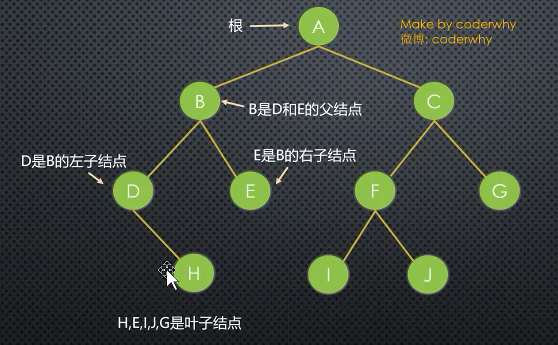 根
A
Make by coderwhy
微博: coderwhy
B
B是D和E的父结点
C
D是B的左子结点
E是B的右子结点
D
E
F
G
H
I
J
H,E,I,J,G是叶子结点